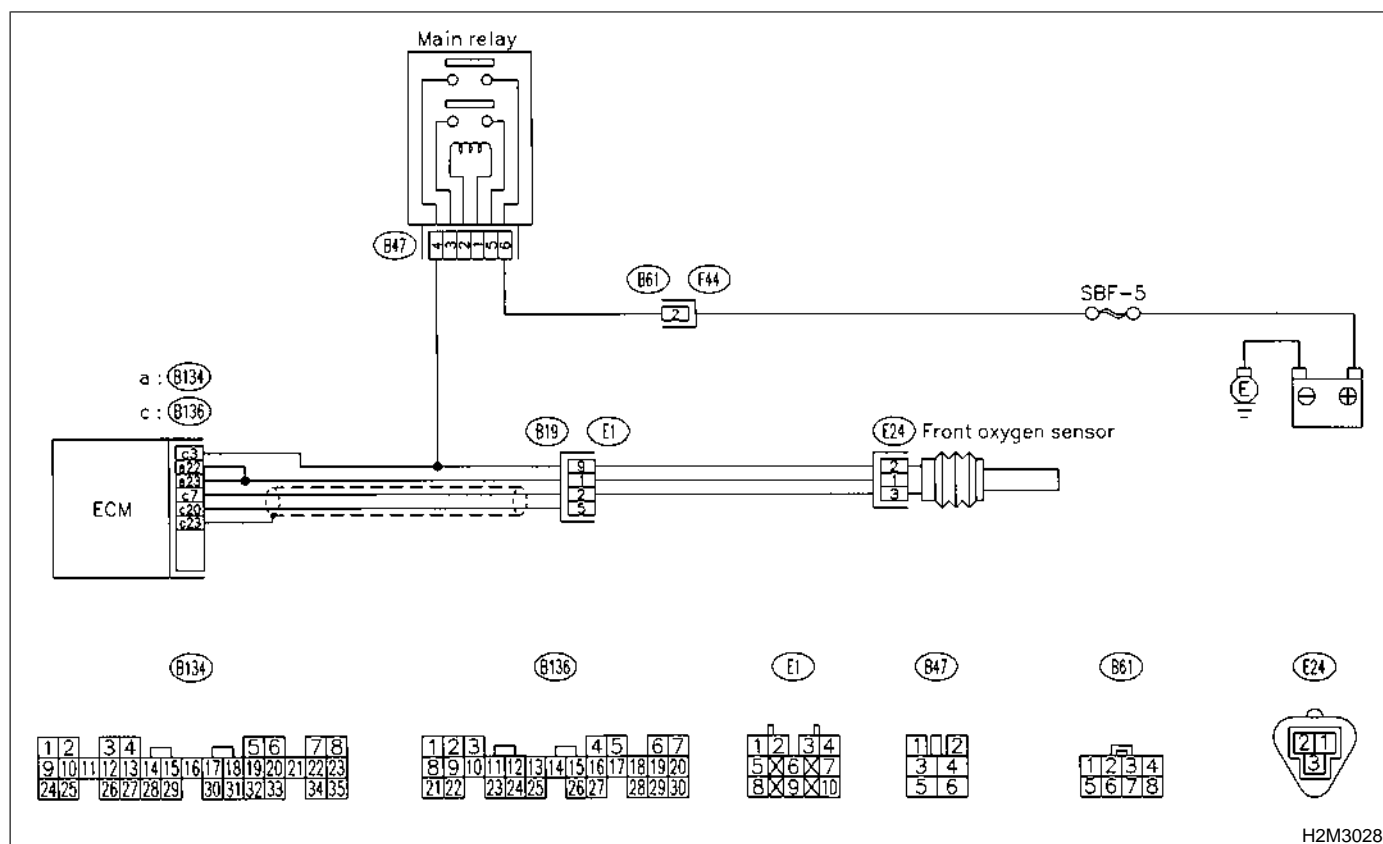 Main relay
B47
4 3 2 1 5 6
B61 F44
2
SBF-5
E
a : B134
c : B136
ECM
c3
a22
a23
c7
c20
c23
B19 E1
9
1
2
5
E24 Front oxygen sensor
2
1
3
B134 B136 E1 B47 B61 E24
1 2 3 4 5 6 7 8
9 10 11 12 13 14 15 16 17 18 19 20 21 22 23
24 25 26 27 28 29 30 31 32 33 34 35
1 2 3 4 5 6 7
8 9 10 11 12 13 14 15 16 17 18 19 20
21 22 23 24 25 26 27 28 29 30
1 2 3 4
5 6 7
8 9 10
1 2
3 4
5 6
1 2 3 4
5 6 7 8
2 1
3
H2M3028